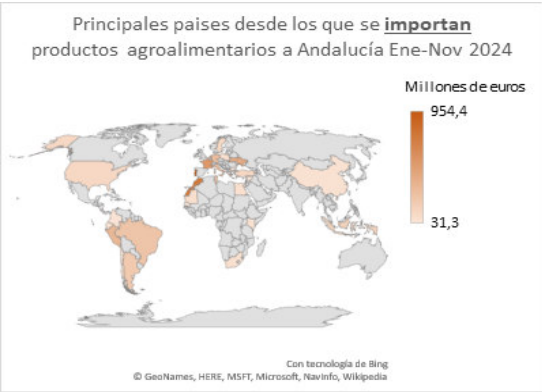 Principales paises desde los que se importan
productos agroalimentarios a Andalucía Ene-Nov 2024
Millones de euros
954,4
31,3
Con tecnología de Bing
© GeoNames, HERE, MSFT, Microsoft, NavInfo, Wikipedia